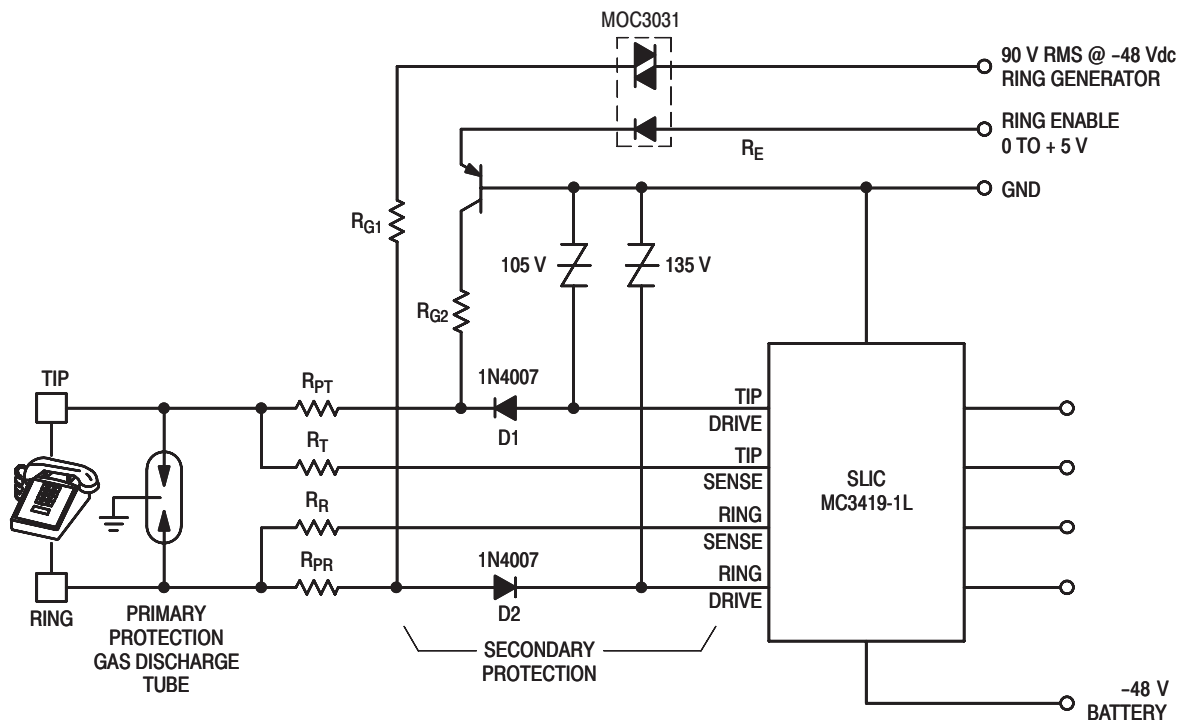 MOC3031
90 V RMS @ –48 Vdc
RING GENERATOR
RING ENABLE
0 TO + 5 V
RE
GND
RG1
105 V
135 V
RG2
TIP
RPT
1N4007
D1
TIP
DRIVE
RT
TIP
SENSE
SLIC
MC3419-1L
RR
RING
SENSE
RPR
1N4007
D2
RING
DRIVE
RING
PRIMARY
PROTECTION
GAS DISCHARGE
TUBE
SECONDARY
PROTECTION
–48 V
BATTERY